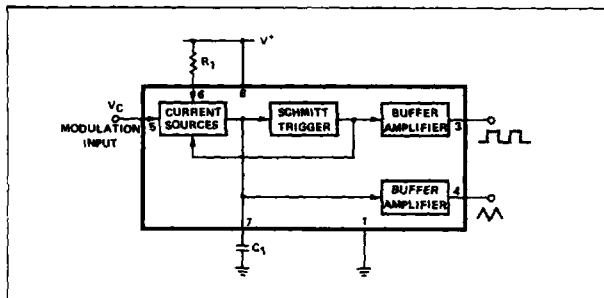 V+
R1
6
8
VC
MODULATION
INPUT
5
CURRENT
SOURCES
SCHMITT
TRIGGER
BUFFER
AMPLIFIER
3
BUFFER
AMPLIFIER
4
7
1
C1